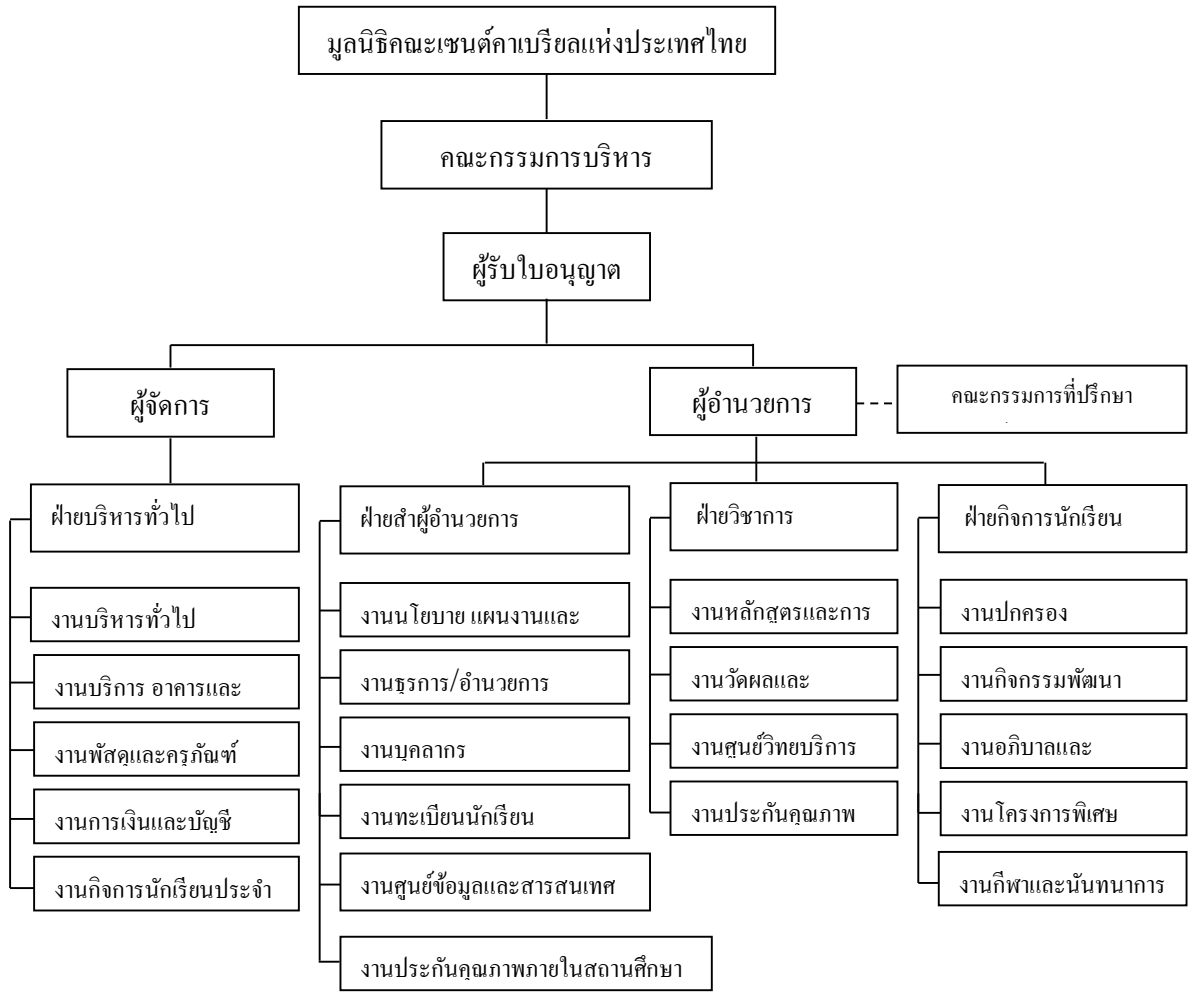 มูลนิธิคณะเซนต์คาเบรียลแห่งประเทศไทย
คณะกรรมการบริหาร
ผู้รับใบอนุญาต
ผู้จัดการ
ผู้อำนวยการ
คณะกรรมการที่ปรึกษา
ฝ่ายบริหารทั่วไป
งานบริหารทั่วไป
งานบริการ อาคารและ
งานพัสดุและครุภัณฑ์
งานการเงินและบัญชี
งานกิจการนักเรียนประจำ
ฝ่ายสำผู้อำนวยการ
งานนโยบาย แผนงานและ
งานธุรการ/อำนวยการ
งานบุคลากร
งานทะเบียนนักเรียน
งานศูนย์ข้อมูลและสารสนเทศ
งานประกันคุณภาพภายในสถานศึกษา
ฝ่ายวิชาการ
งานหลักสูตรและการ
งานวัดผลและ
งานศูนย์วิทยบริการ
งานประกันคุณภาพ
ฝ่ายกิจการนักเรียน
งานปกครอง
งานกิจกรรมพัฒนา
งานอภิบาลและ
งานโครงการพิเศษ
งานกีฬาและนันทนาการ